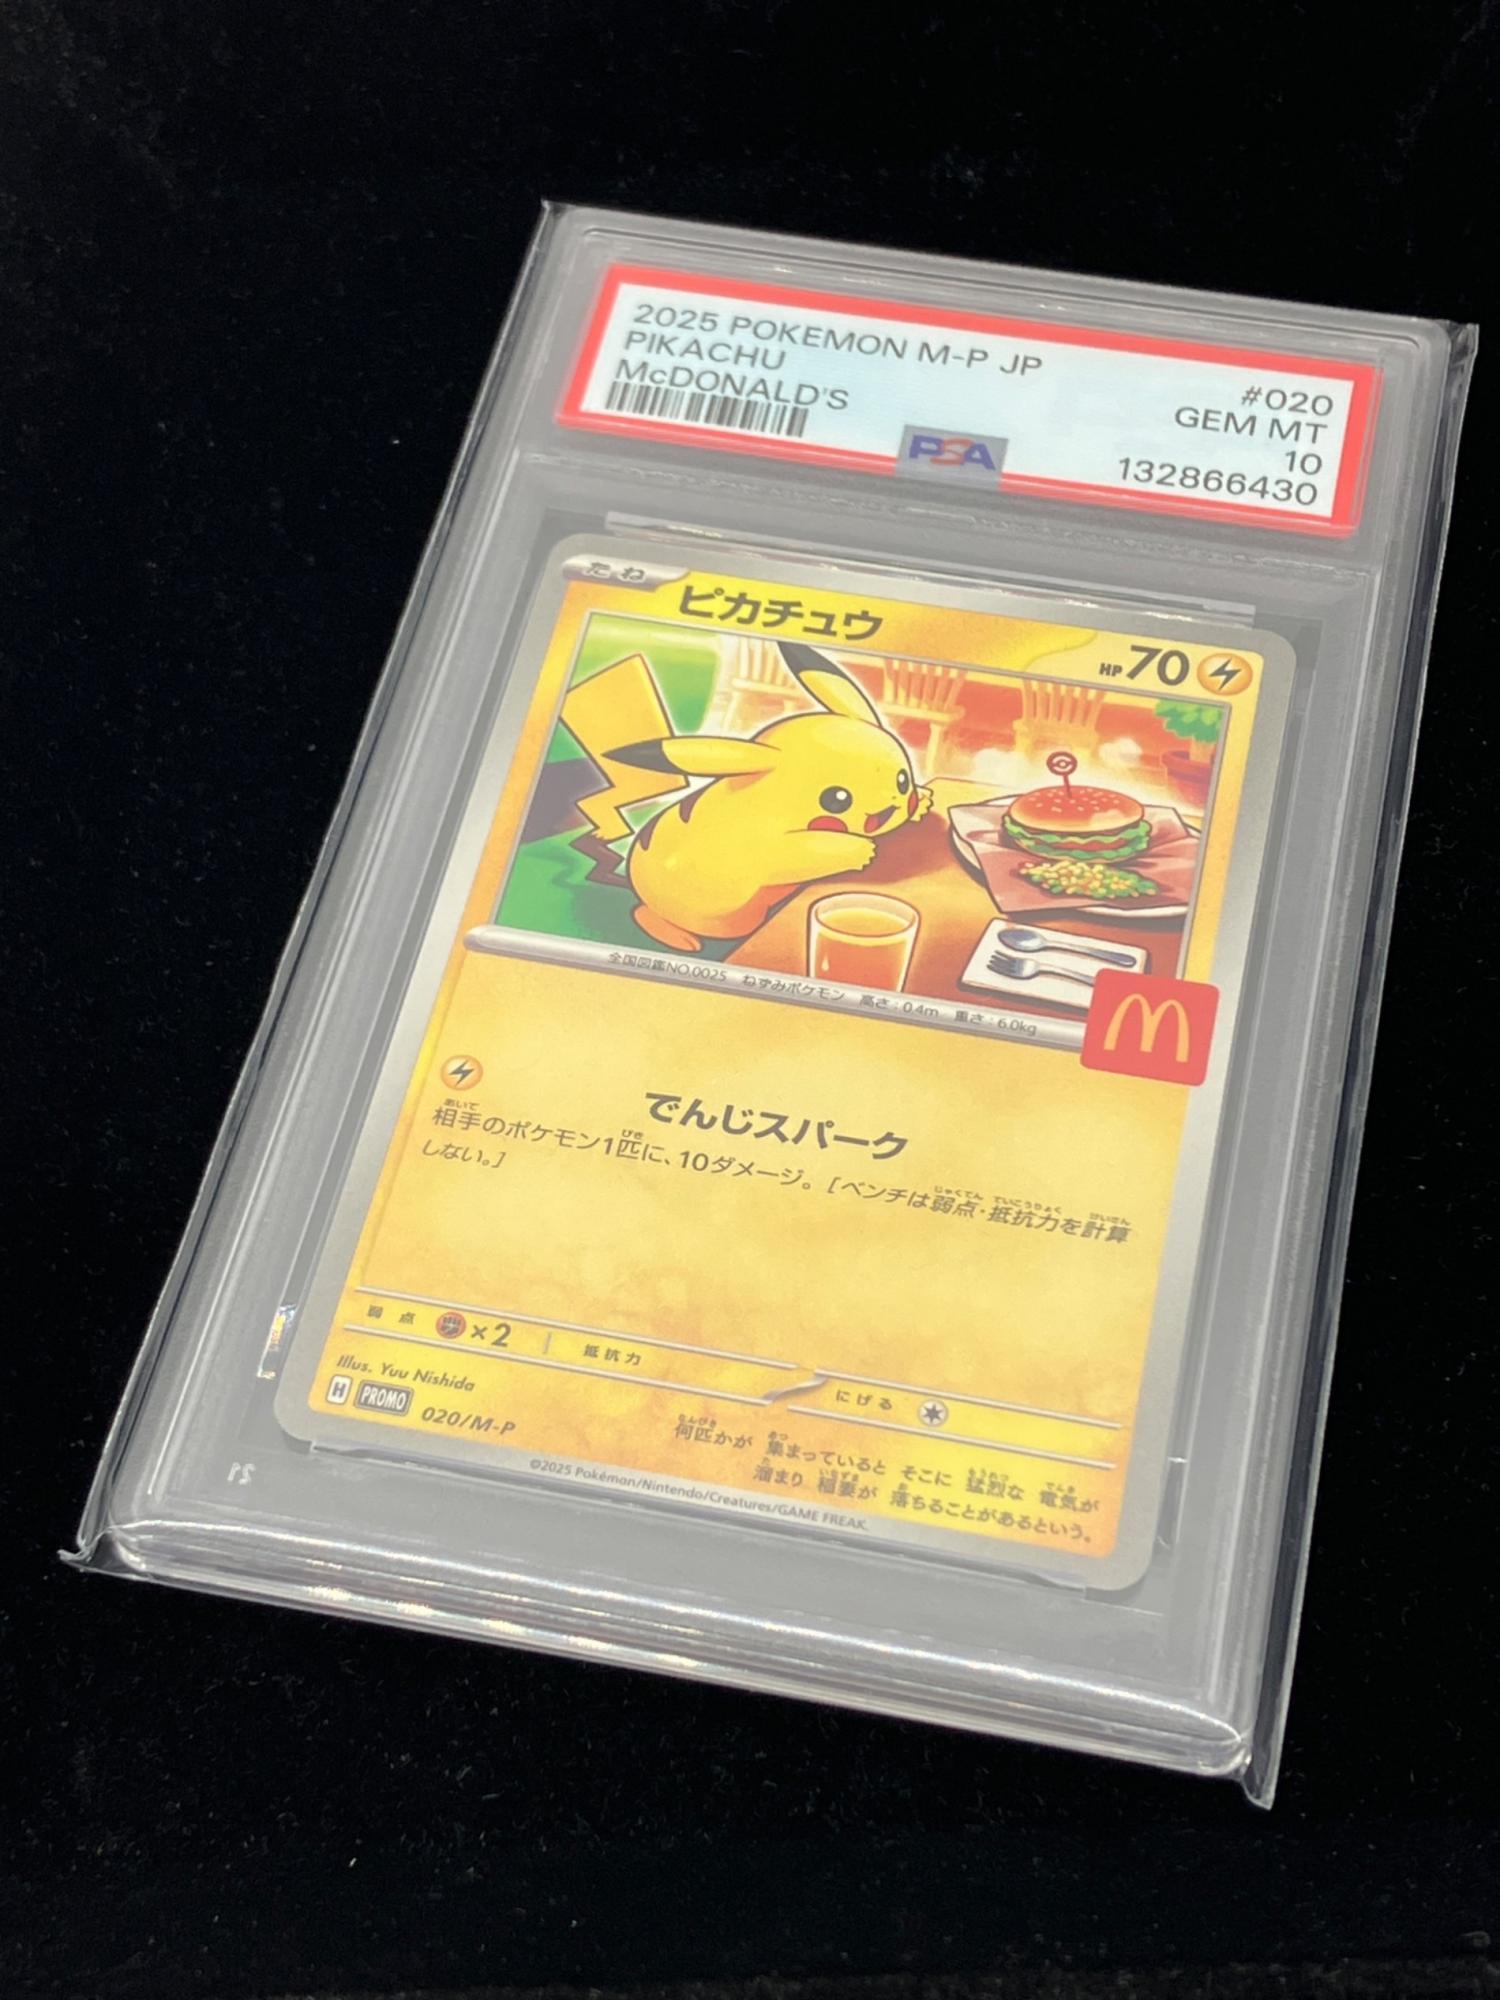 2025 POKEMON M-P JP
PIKACHU
McDONALD'S
#020
GEM MT
10
132866430
PSA
たね
ピカチュウ
HP70
全国図鑑NO.0025 ねずみポケモン 高さ:0.4m 重さ:6.0kg
でんじスパーク
相手のポケモン1匹に、10ダメージ。[ベンチは弱点・抵抗力を計算
しない。]
弱点 ×2 抵抗力
にげる
Illus. Yuu Nishida
H PROMO 020/M-P
何匹かが 集まっていると そこに 猛烈な 電気が
溜まり 稲妻が 落ちることがあるという。
©2025 Pokémon/Nintendo/Creatures/GAME FREAK.
21